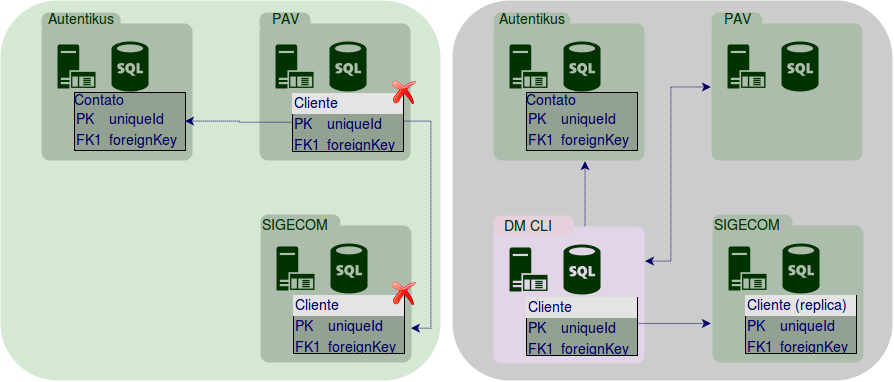 Autentikus
SQL
Contato
PK uniqueId
FK1 foreignKey
PAV
SQL
Cliente
PK uniqueId
FK1 foreignKey
SIGECOM
SQL
Cliente
PK uniqueId
FK1 foreignKey
Autentikus
SQL
Contato
PK uniqueId
FK1 foreignKey
PAV
SQL
DM CLI
SQL
Cliente
PK uniqueId
FK1 foreignKey
SIGECOM
SQL
Cliente (replica)
PK uniqueId
FK1 foreignKey